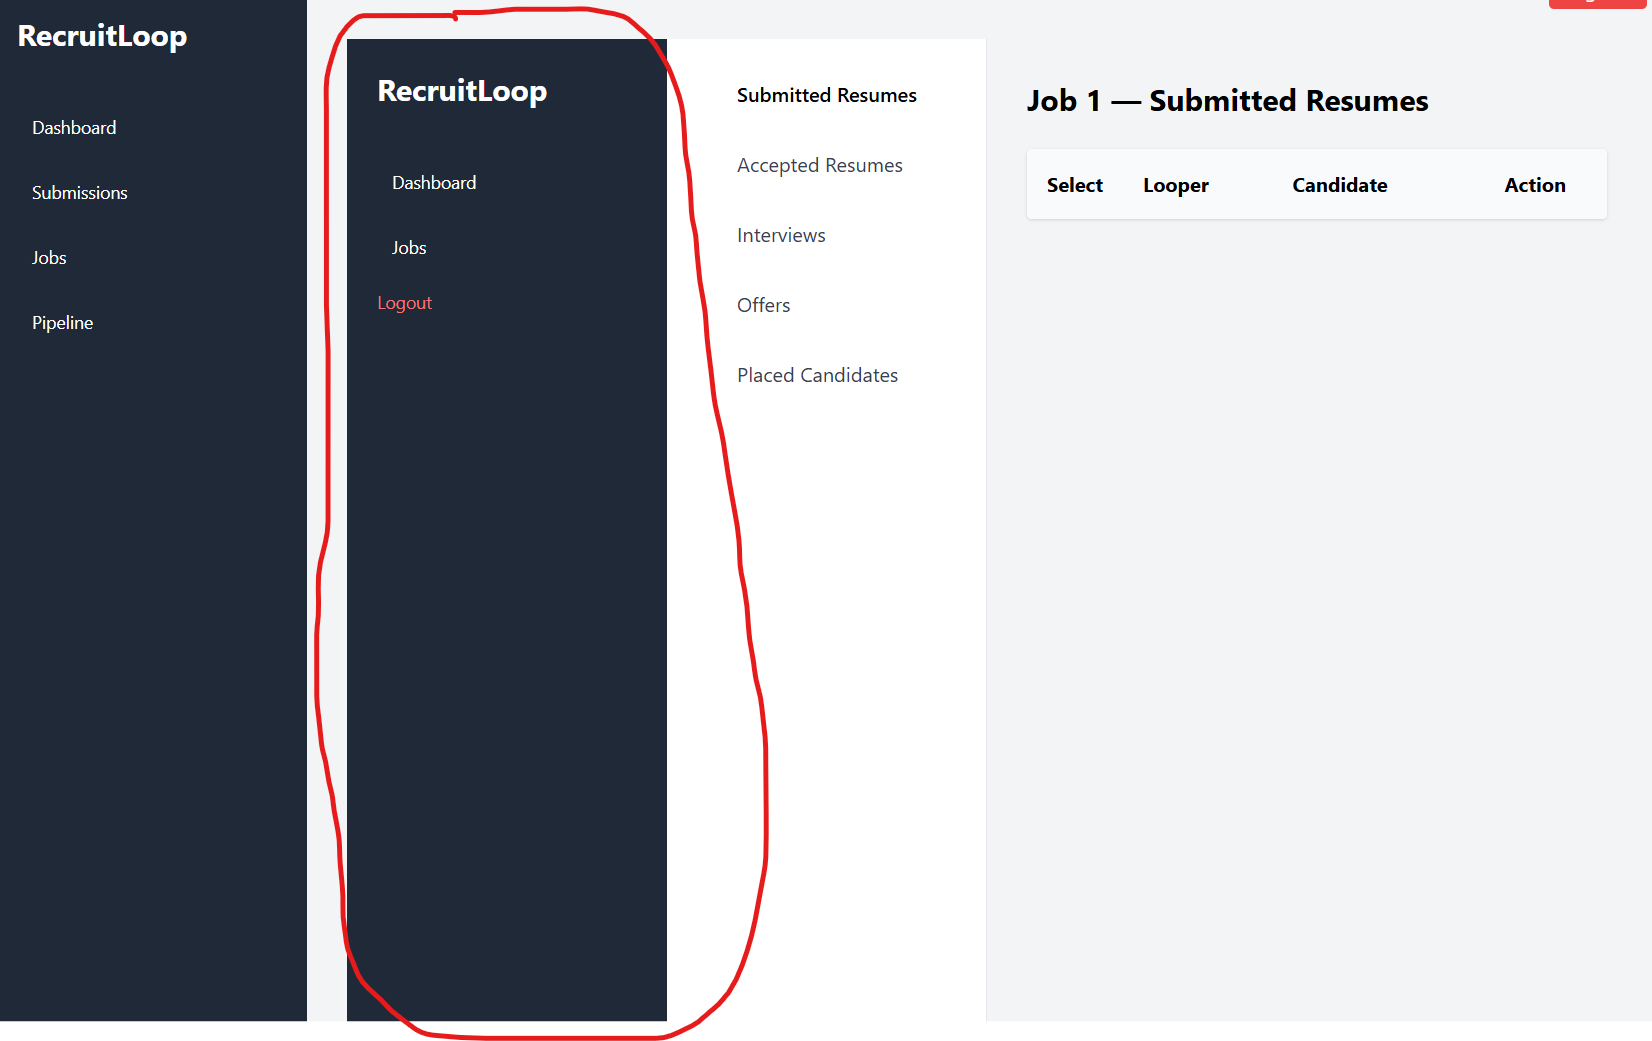 RecruitLoop
Dashboard
Submissions
Jobs
Pipeline
RecruitLoop
Dashboard
Jobs
Logout
Submitted Resumes
Accepted Resumes
Interviews
Offers
Placed Candidates
Job 1 — Submitted Resumes
Select Looper Candidate Action